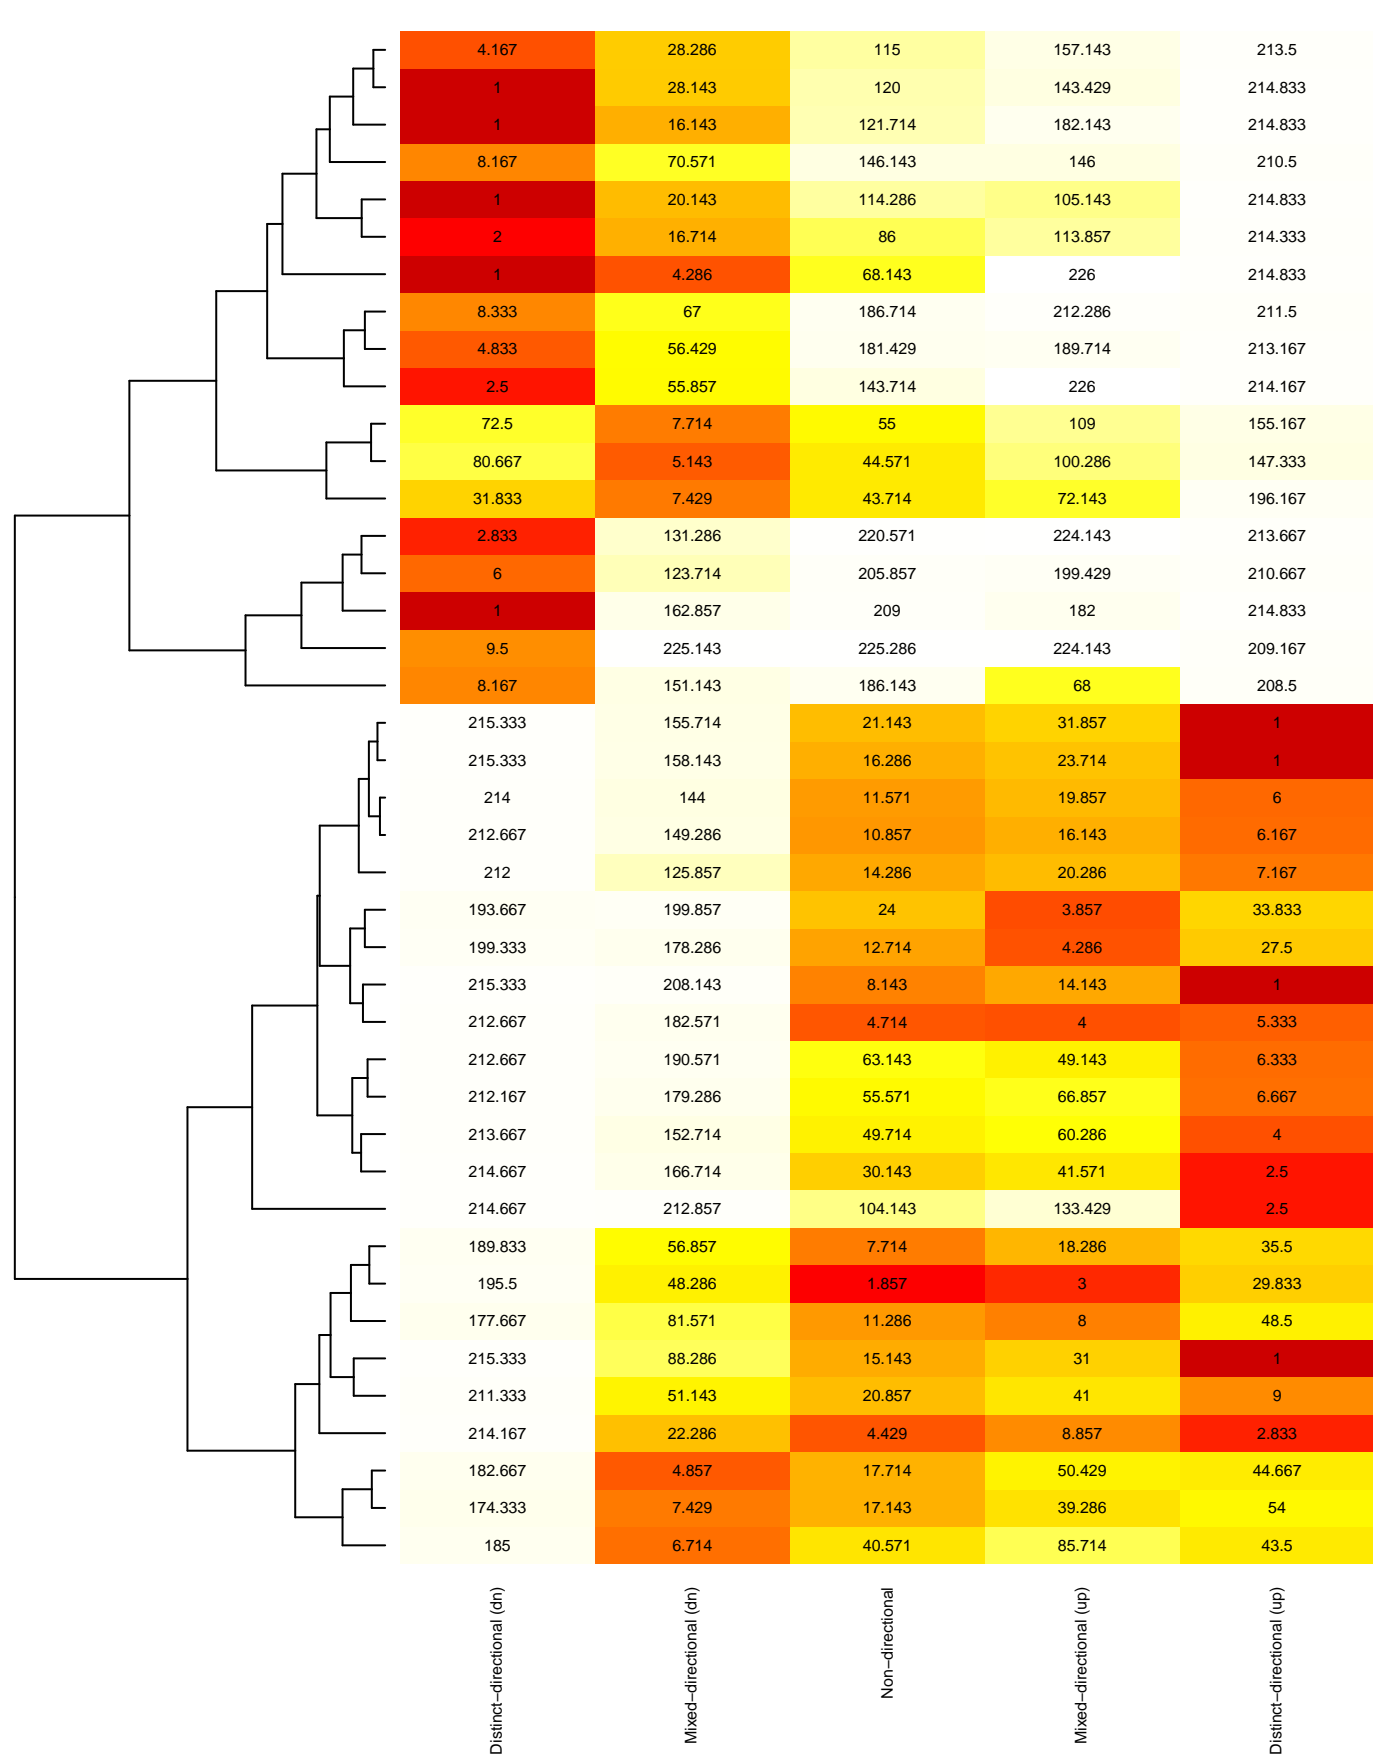 4.167 28.286 115 157.143 213.5
1 28.143 120 143.429 214.833
1 16.143 121.714 182.143 214.833
8.167 70.571 146.143 146 210.5
1 20.143 114.286 105.143 214.833
2 16.714 86 113.857 214.333
1 4.286 68.143 226 214.833
8.333 67 186.714 212.286 211.5
4.833 56.429 181.429 189.714 213.167
2.5 55.857 143.714 226 214.167
72.5 7.714 55 109 155.167
80.667 5.143 44.571 100.286 147.333
31.833 7.429 43.714 72.143 196.167
2.833 131.286 220.571 224.143 213.667
6 123.714 205.857 199.429 210.667
1 162.857 209 182 214.833
9.5 225.143 225.286 224.143 209.167
8.167 151.143 186.143 68 208.5
215.333 155.714 21.143 31.857 1
215.333 158.143 16.286 23.714 1
214 144 11.571 19.857 6
212.667 149.286 10.857 16.143 6.167
212 125.857 14.286 20.286 7.167
193.667 199.857 24 3.857 33.833
199.333 178.286 12.714 4.286 27.5
215.333 208.143 8.143 14.143 1
212.667 182.571 4.714 4 5.333
212.667 190.571 63.143 49.143 6.333
212.167 179.286 55.571 66.857 6.667
213.667 152.714 49.714 60.286 4
214.667 166.714 30.143 41.571 2.5
214.667 212.857 104.143 133.429 2.5
189.833 56.857 7.714 18.286 35.5
195.5 48.286 1.857 3 29.833
177.667 81.571 11.286 8 48.5
215.333 88.286 15.143 31 1
211.333 51.143 20.857 41 9
214.167 22.286 4.429 8.857 2.833
182.667 4.857 17.714 50.429 44.667
174.333 7.429 17.143 39.286 54
185 6.714 40.571 85.714 43.5
Distinct−directional (dn)
Mixed−directional (dn)
Non−directional
Mixed−directional (up)
Distinct−directional (up)